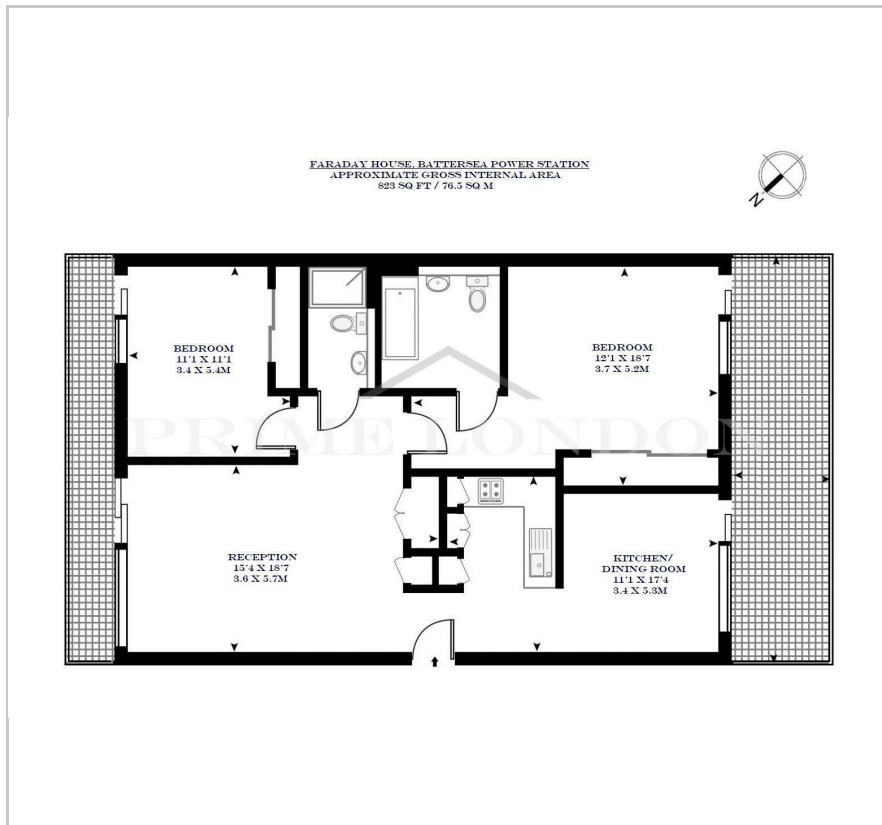 FARADAY HOUSE, BATTERSEA POWER STATION
APPROXIMATE GROSS INTERNAL AREA
823 SQ FT / 76.5 SQ M
N
BEDROOM
11'1 X 11'1
3.4 X 5.4M
BEDROOM
12'1 X 18'7
3.7 X 5.2M
PRIME LONDON
RECEPTION
15'4 X 18'7
3.6 X 5.7M
KITCHEN/
DINING ROOM
11'1 X 17'4
3.4 X 5.3M